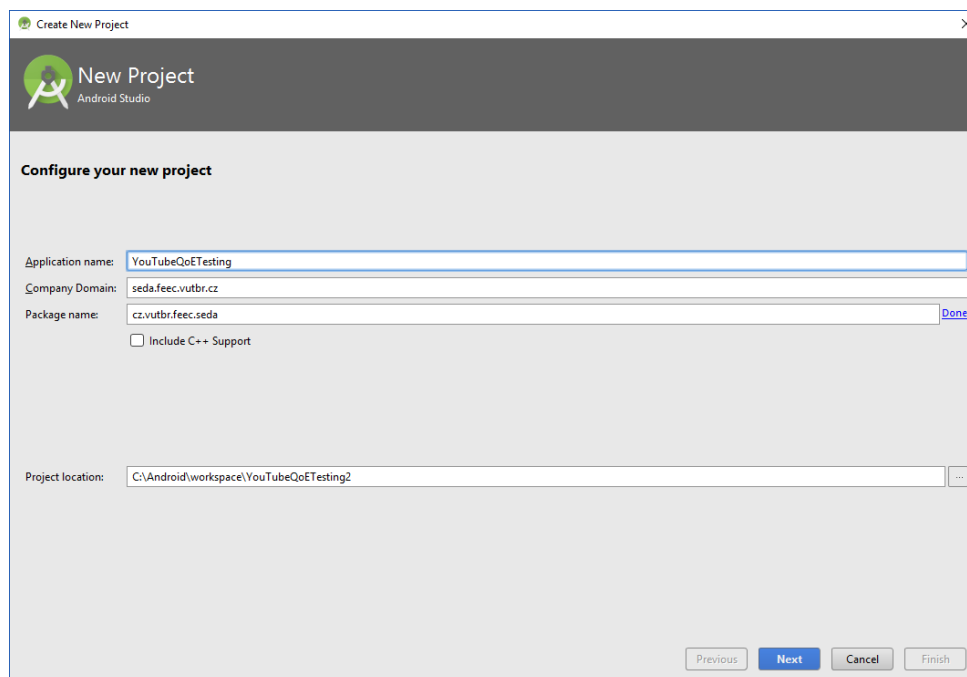 Create New Project
New Project
Android Studio
Configure your new project
Application name: YouTubeQoETesting
Company Domain: seda.feec.vutbr.cz
Package name: cz.vutbr.feec.seda Done
Include C++ Support
Project location: C:\Android\workspace\YouTubeQoETesting2 ...
Previous Next Cancel Finish